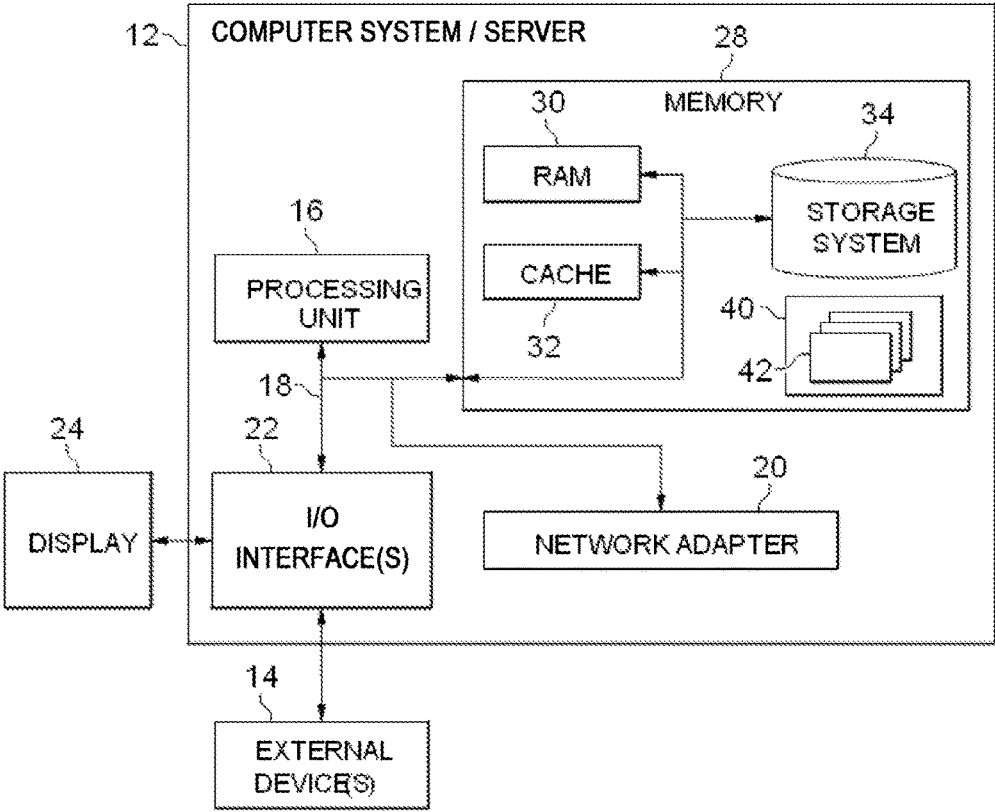 12
COMPUTER SYSTEM / SERVER
28
MEMORY
30
RAM
34
STORAGE
SYSTEM
16
PROCESSING
UNIT
CACHE
32
40
42
18
24
DISPLAY
22
I/O
INTERFACE(S)
20
NETWORK ADAPTER
14
EXTERNAL
DEVICE(S)